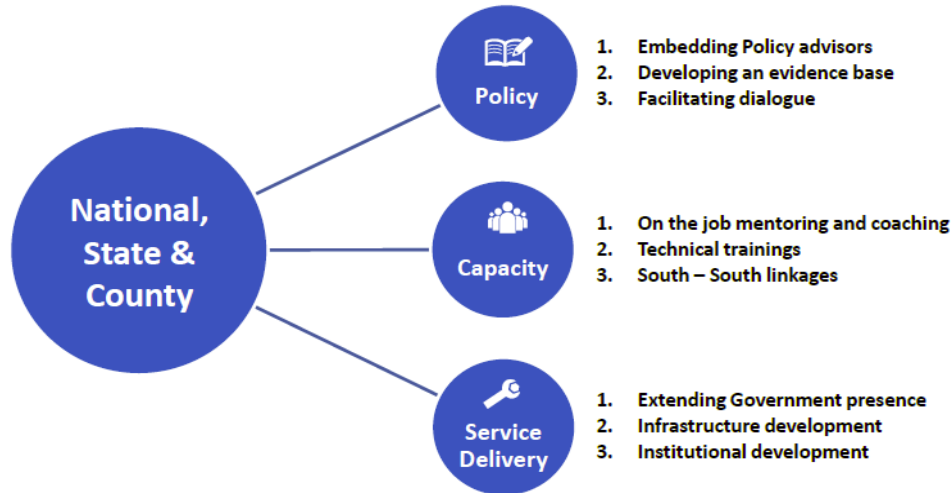 National,
State &
County
Policy
1. Embedding Policy advisors
2. Developing an evidence base
3. Facilitating dialogue
Capacity
1. On the job mentoring and coaching
2. Technical trainings
3. South – South linkages
Service
Delivery
1. Extending Government presence
2. Infrastructure development
3. Institutional development